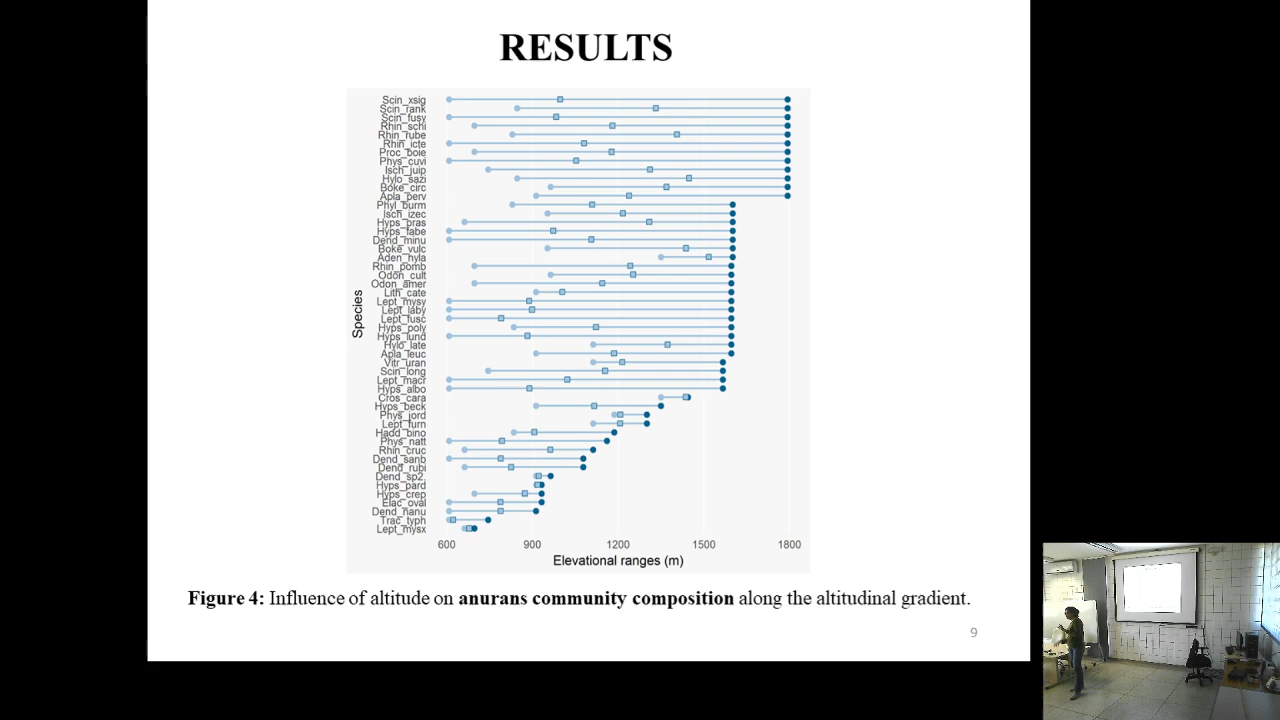 RESULTS
Scin_xsig
Scin_rank
Scin_fusv
Rhin_schi
Rhin_rube
Rhin_icte
Proc_boie
Phys_cuvi
Isch_juip
Hylo_sazi
Boke_circ
Apla_perv
Phyl_burm
Isch_izec
Hyps_pras
Hyps_fabe
Dend_minu
Boke_vulc
Aden_hyla
Rhin_pomb
Odon_cult
Odon_amer
Lith_cate
Lept_mysy
Lept_laby
Lept_fusc
Hyps_poly
Hyps_lund
Hylo_late
Apla_leuc
Vitr_uran
Scin_long
Lept_macr
Hyps_albo
Cros_cara
Hyps_beck
Phys_jord
Lept_furn
Hadd_bino
Phys_natt
Rhin_cruc
Dend_sanb
Dend_rubi
Dend_sp2.
Hyps_pard
Hyps_crep
Elac_oval
Dend_nanu
Trac_typh
Lept_mysx
Species
600 900 1200 1500 1800
Elevational ranges (m)
Figure 4: Influence of altitude on anurans community composition along the altitudinal gradient.
9